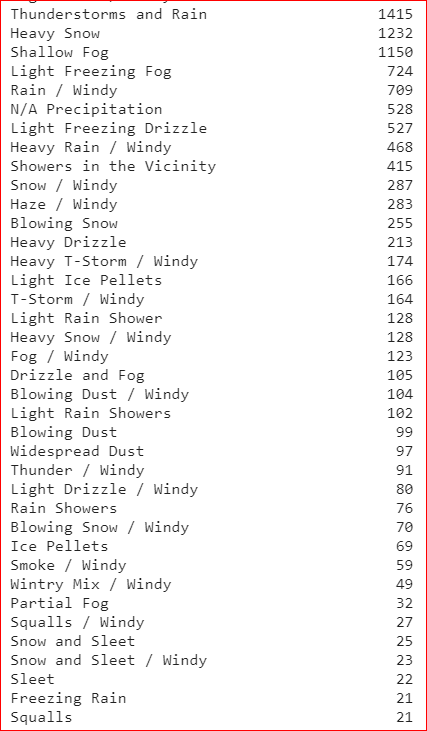 Thunderstorms and Rain 1415
Heavy Snow 1232
Shallow Fog 1150
Light Freezing Fog 724
Rain / Windy 709
N/A Precipitation 528
Light Freezing Drizzle 527
Heavy Rain / Windy 468
Showers in the Vicinity 415
Snow / Windy 287
Haze / Windy 283
Blowing Snow 255
Heavy Drizzle 213
Heavy T-Storm / Windy 174
Light Ice Pellets 166
T-Storm / Windy 164
Light Rain Shower 128
Heavy Snow / Windy 128
Fog / Windy 123
Drizzle and Fog 105
Blowing Dust / Windy 104
Light Rain Showers 102
Blowing Dust 99
Widespread Dust 97
Thunder / Windy 91
Light Drizzle / Windy 80
Rain Showers 76
Blowing Snow / Windy 70
Ice Pellets 69
Smoke / Windy 59
Wintry Mix / Windy 49
Partial Fog 32
Squalls / Windy 27
Snow and Sleet 25
Snow and Sleet / Windy 23
Sleet 22
Freezing Rain 21
Squalls 21